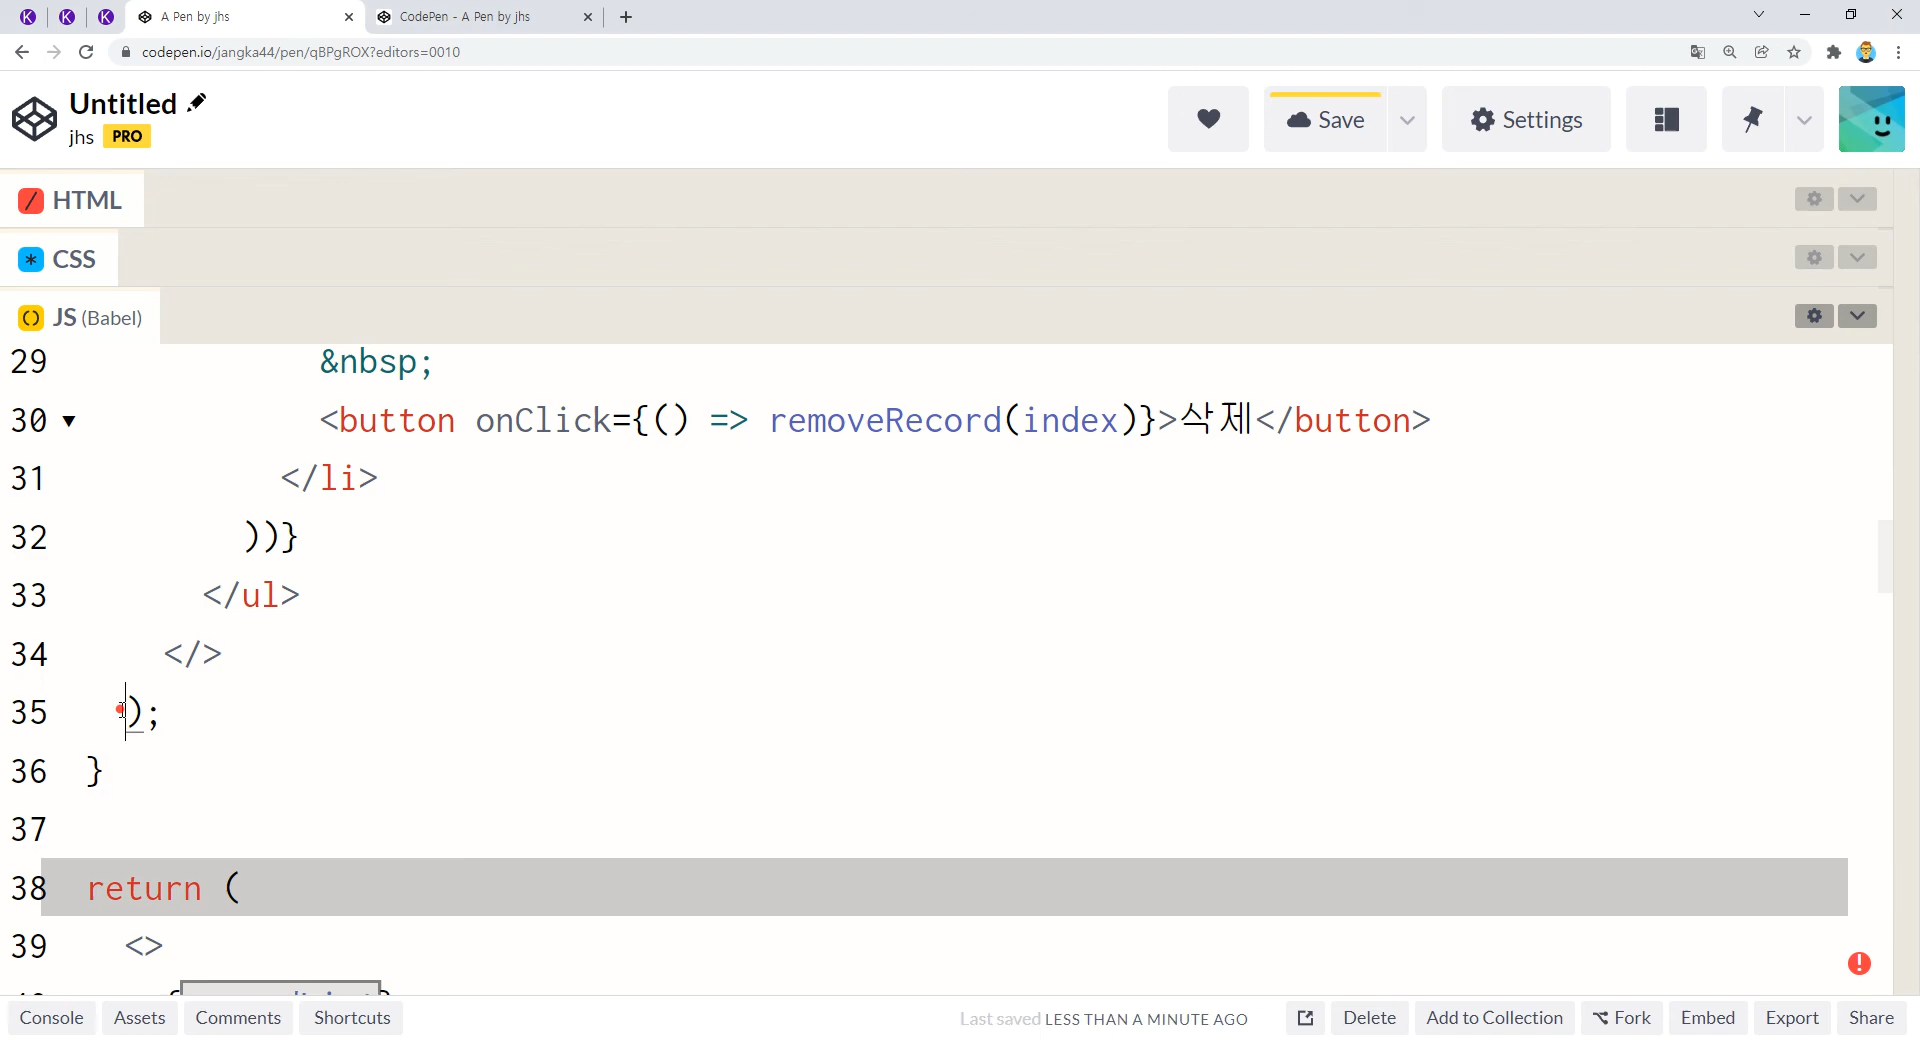 A Pen by jhs
CodePen - A Pen by jhs
codepen.io/jangka44/pen/qBPgROX?editors=0010
Untitled
jhs PRO
Save
Settings
HTML
CSS
JS (Babel)
29 &nbsp;
30 <button onClick={() => removeRecord(index)}>삭제</button>
31 </li>
32 ))}
33 </ul>
34 </>
35 );
36 }
37
38 return (
39 <>
Console Assets Comments Shortcuts Last saved LESS THAN A MINUTE AGO Delete Add to Collection Fork Embed Export Share